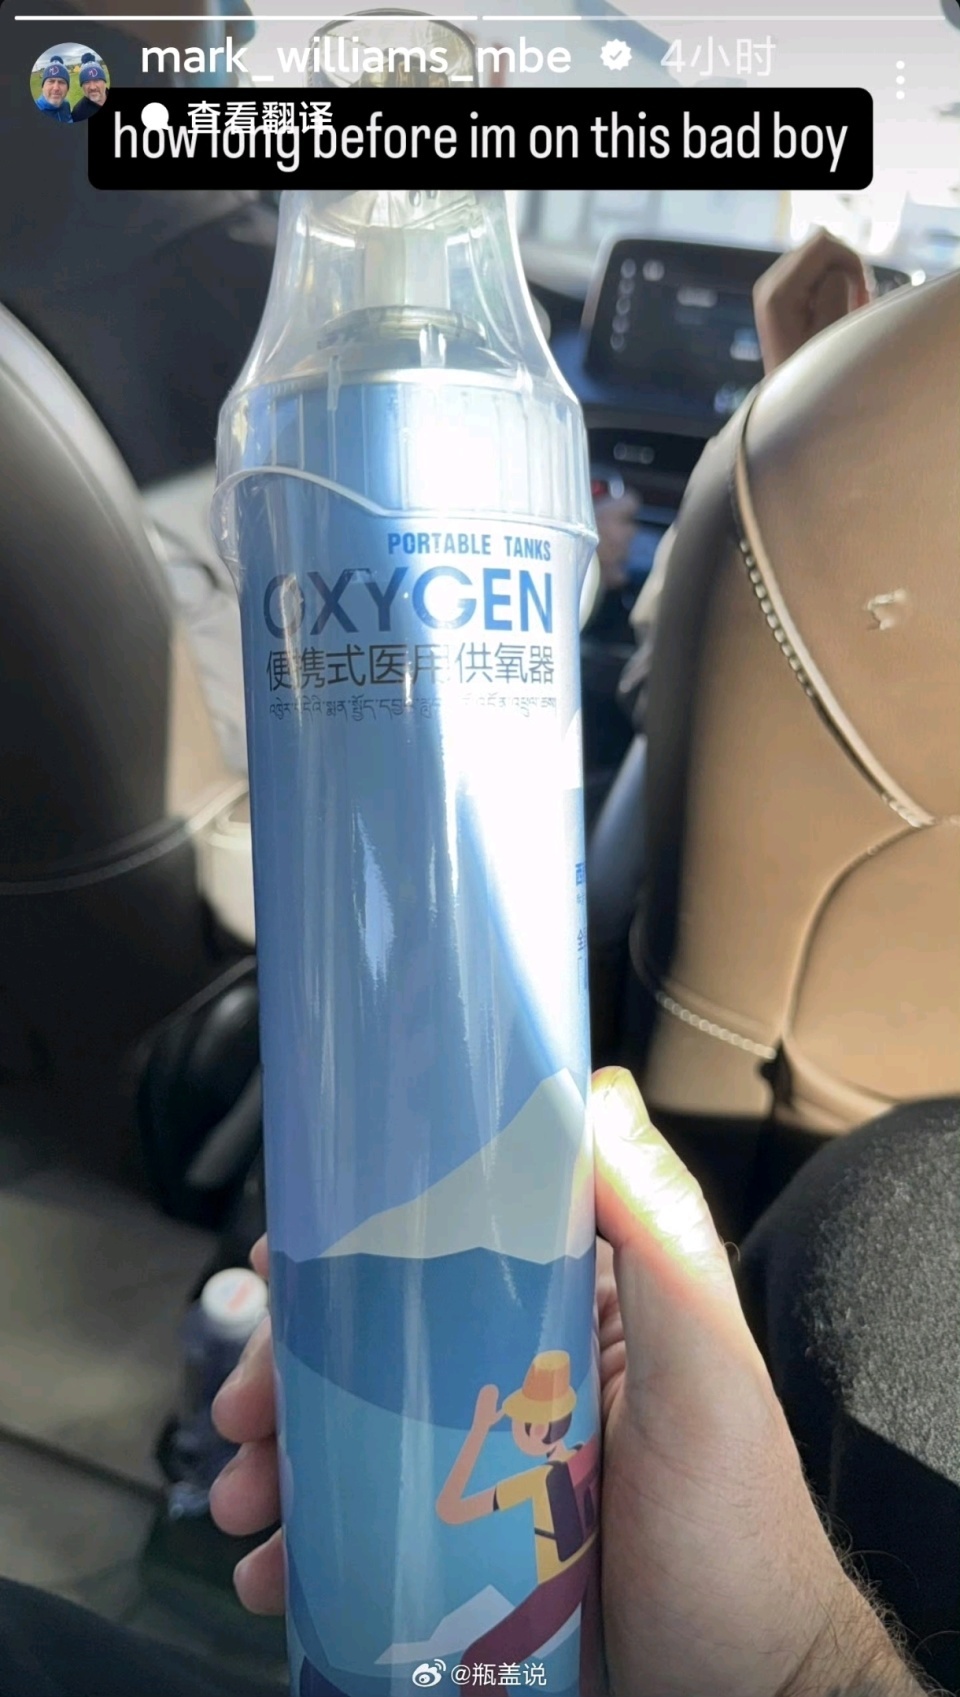 mark_williams_mbe 4小时
查看翻译
how long before im on this bad boy
PORTABLE TANKS
OXYGEN
便携式医用供氧器
@瓶盖说